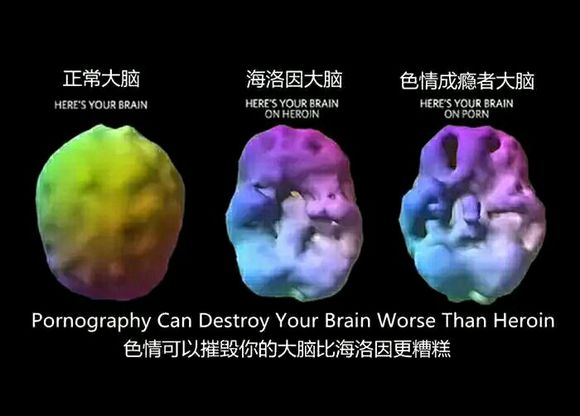 正常大脑
HERE'S YOUR BRAIN
海洛因大脑
HERE'S YOUR BRAIN
ON HEROIN
色情成瘾者大脑
HERE'S YOUR BRAIN
ON PORN
Pornography Can Destroy Your Brain Worse Than Heroin
色情可以摧毁你的大脑比海洛因更糟糕